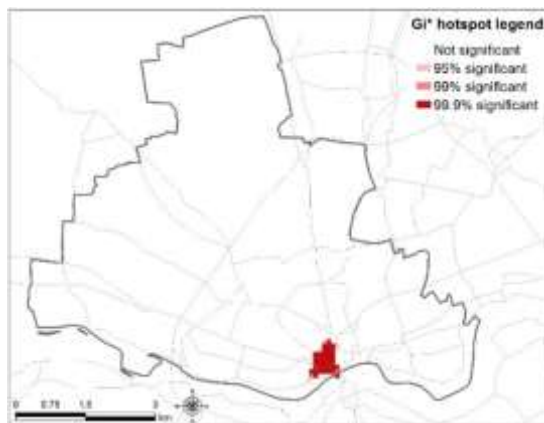 Gi* hotspot legend
Not significant
95% significant
99% significant
99.9% significant
0 0.75 1.5 3
km